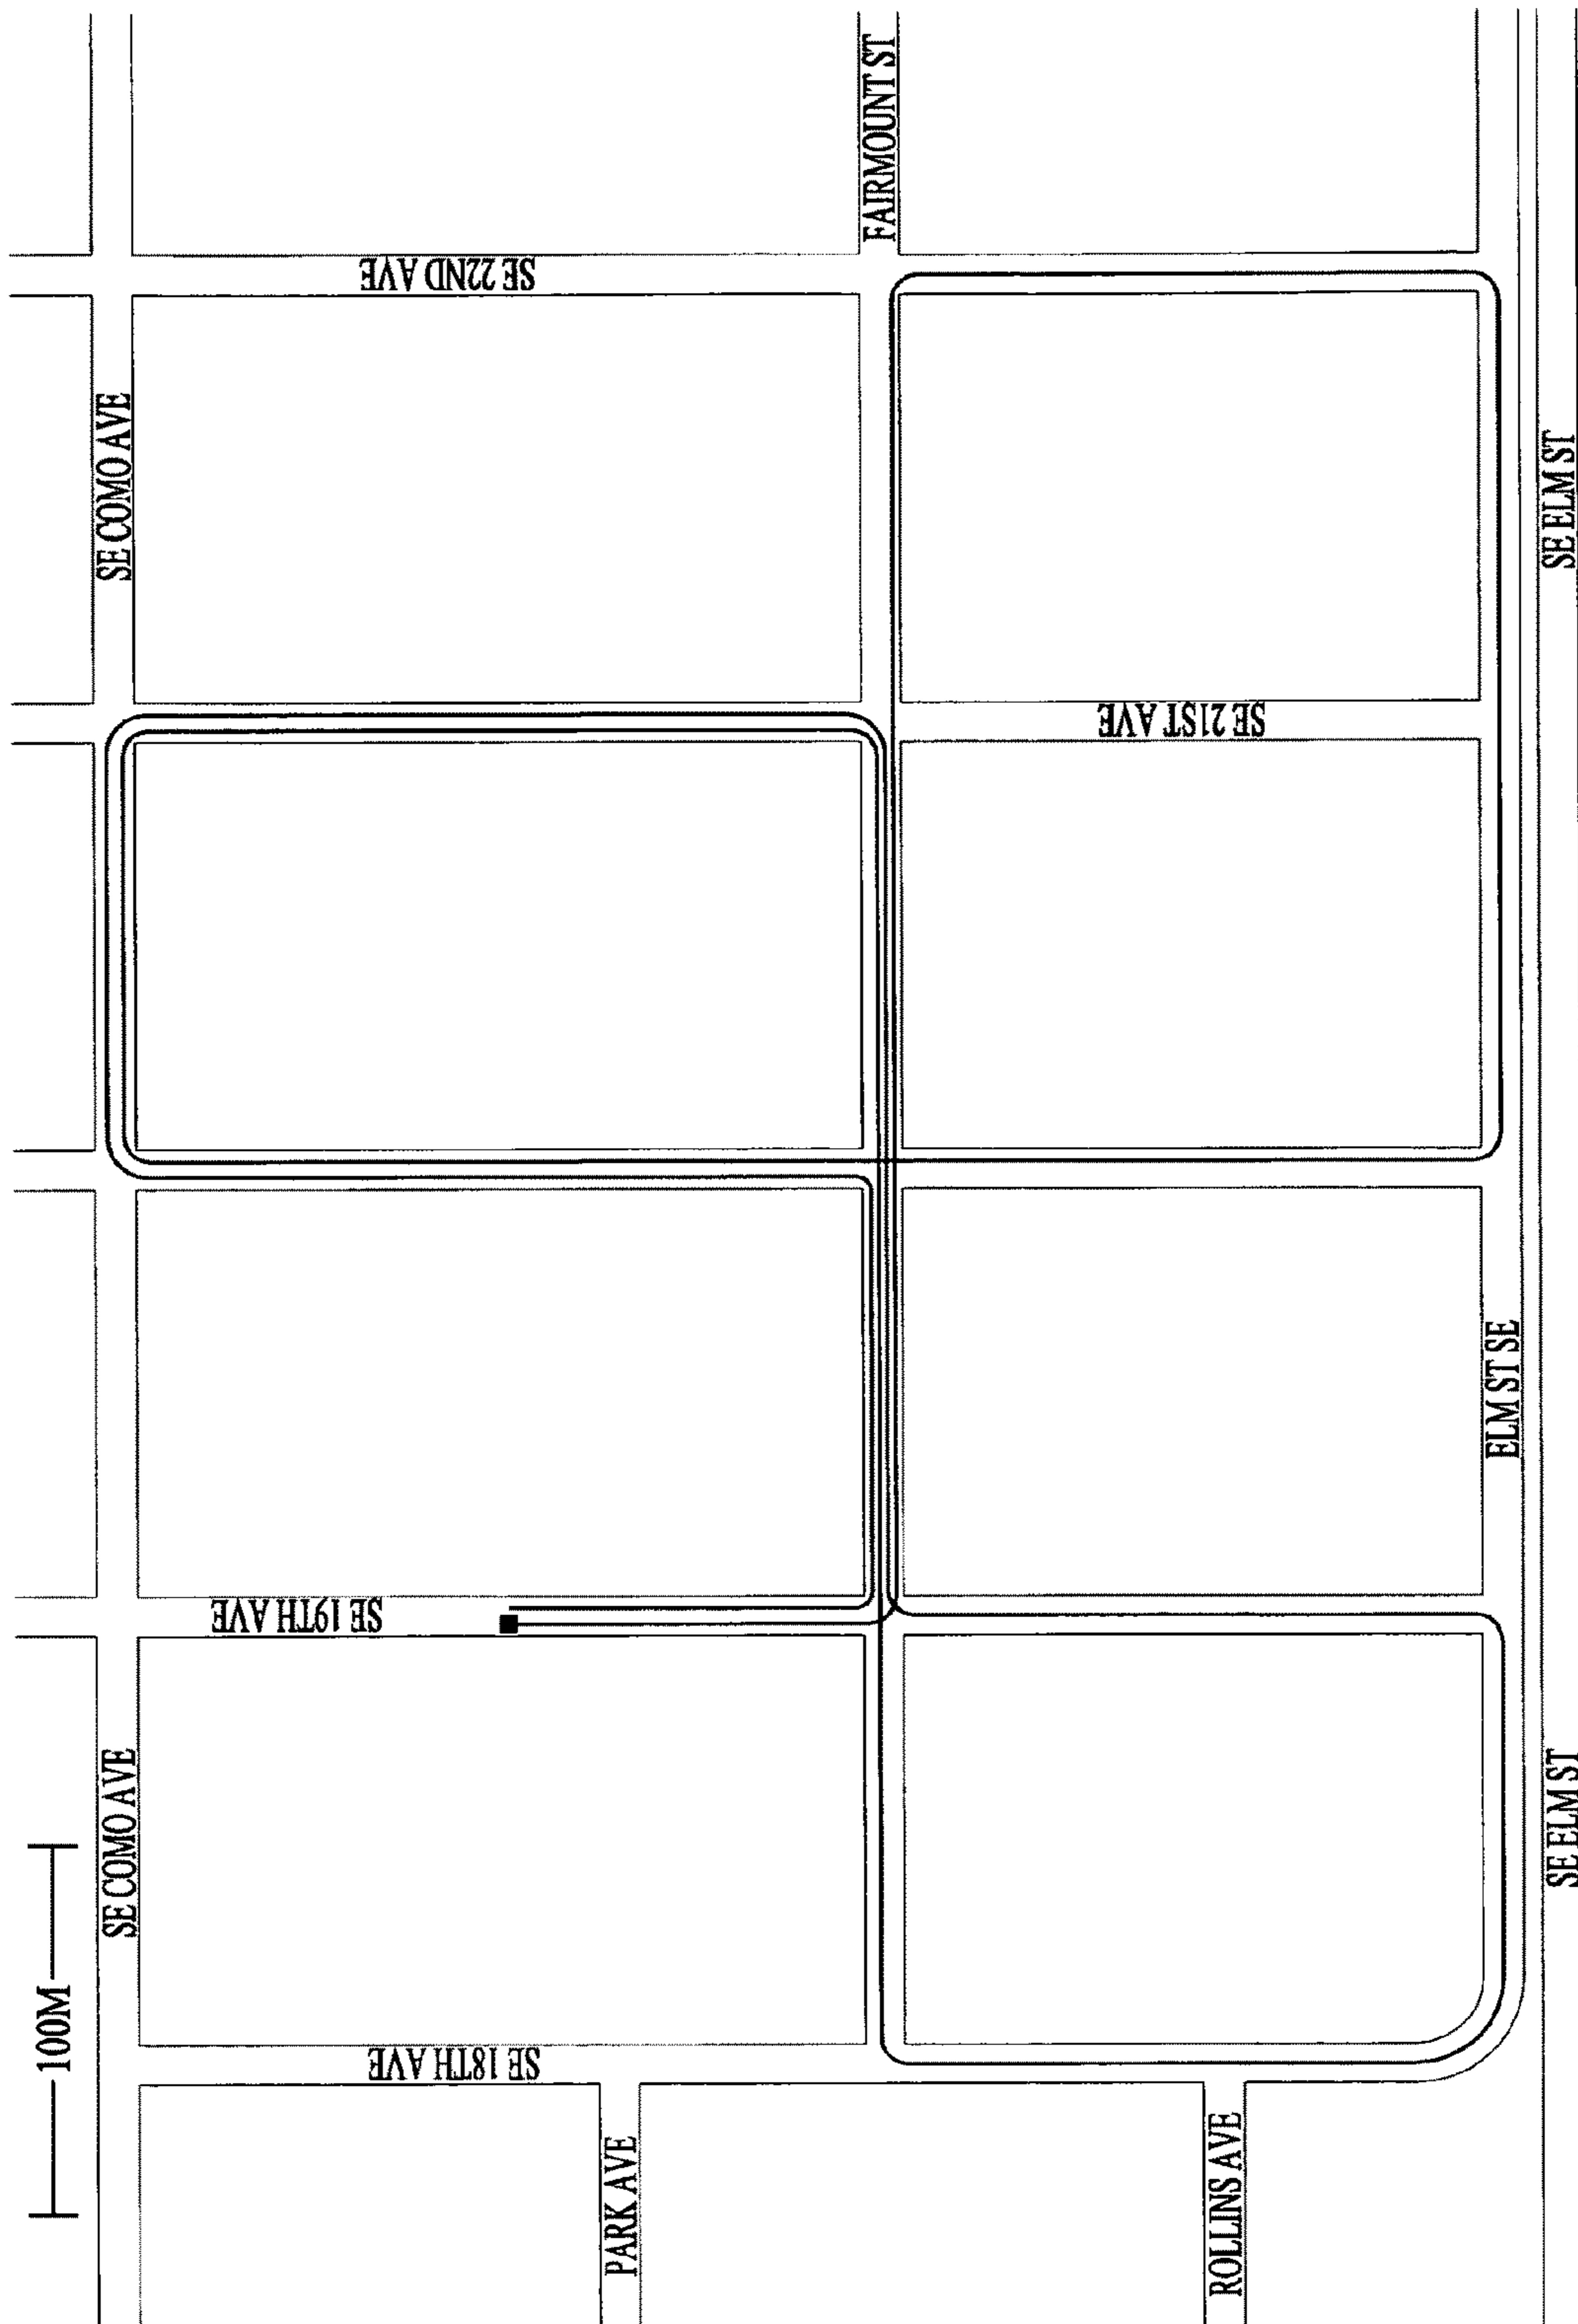 FAIRMOUNT ST
SE 22ND AVE
SE COMO AVE
SE ELM ST
SE 21ST AVE
ELM ST SE
SE 19TH AVE
SE COMO AVE
SE ELM ST
100M
SE 18TH AVE
PARK AVE
ROLLINS AVE